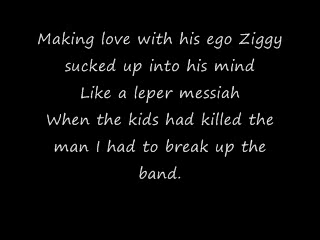 Making love with his ego Ziggy
sucked up into his mind
Like a leper messiah
When the kids had killed the
man I had to break up the
band.